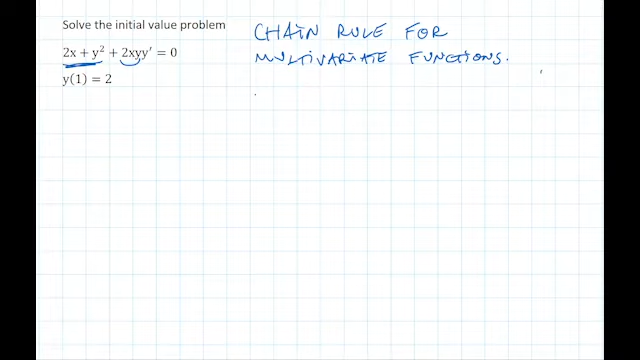 Solve the initial value problem
2x + y² + 2xyy′ = 0
y(1) = 2
CHAIN RULE FOR
MULTIVARIATE FUNCTIONS.